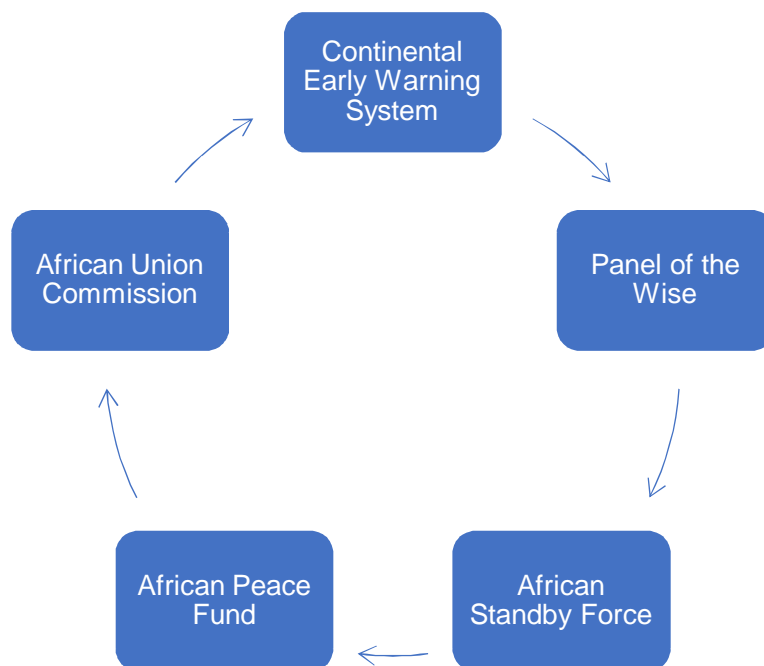 Continental
Early Warning
System
Panel of the
Wise
African
Standby Force
African Peace
Fund
African Union
Commission